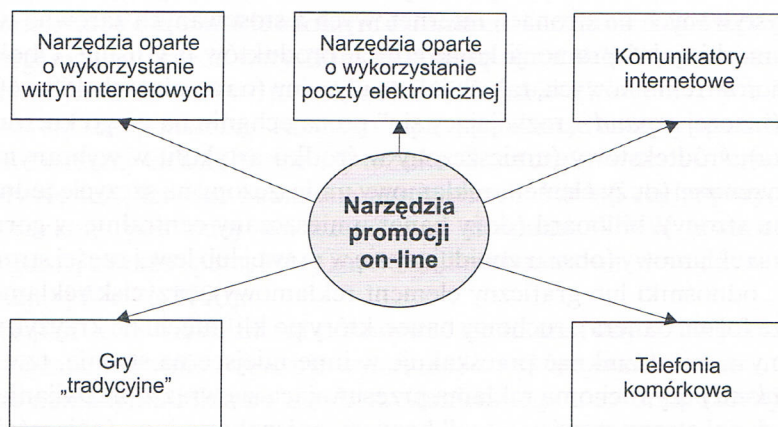 Narzędzia oparte
o wykorzystanie
witryn internetowych
Narzędzia oparte
o wykorzystanie
poczty elektronicznej
Komunikatory
internetowe
Narzędzia
promocji
on-line
Gry
„tradycyjne”
Telefonia
komórkowa